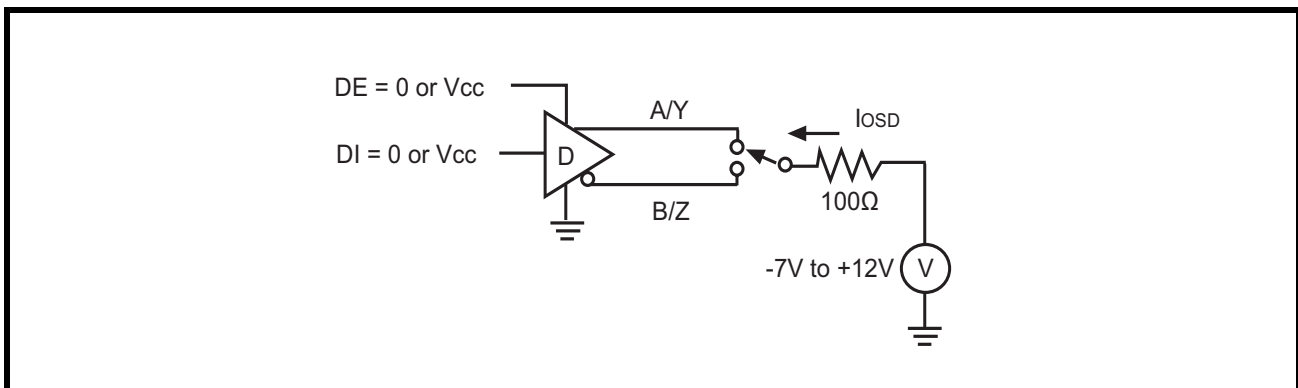 DE = 0 or Vcc
A/Y
IOSD
DI = 0 or Vcc
D
100Ω
B/Z
-7V to +12V
V